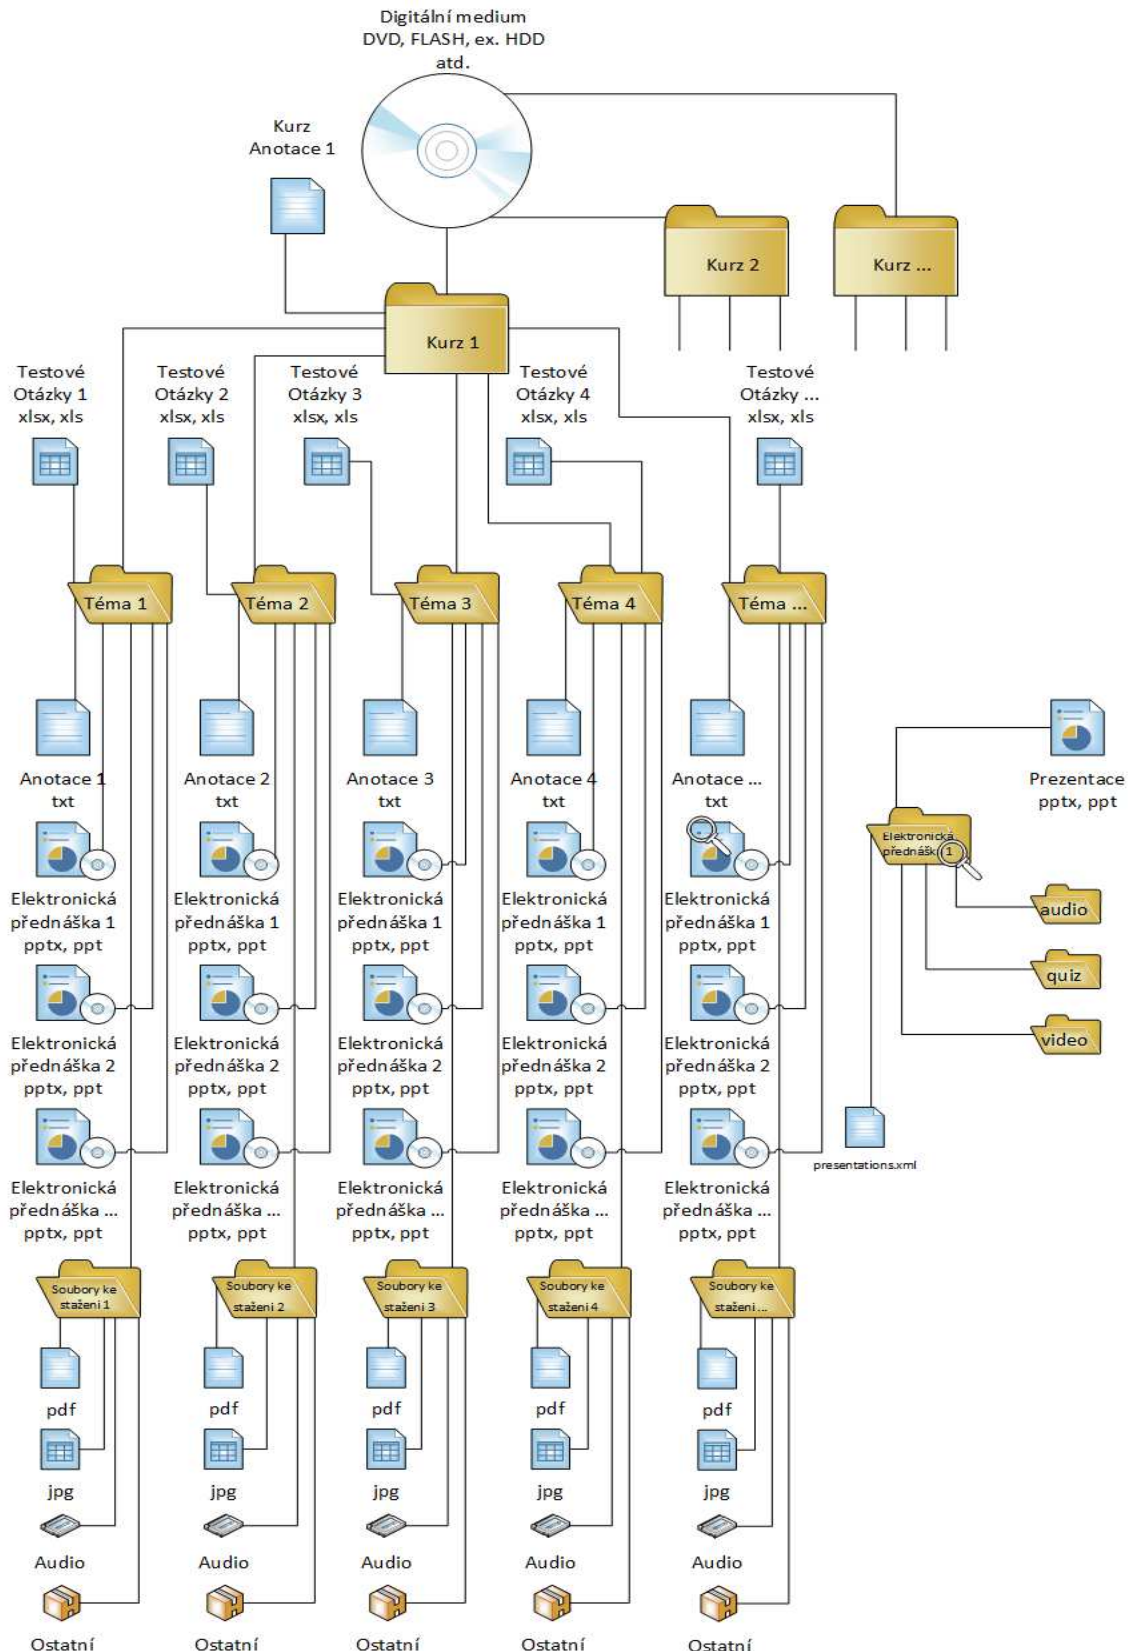 Digitální medium
DVD, FLASH, ex. HDD
atd.
Kurz
Anotace 1
Kurz 2
Kurz ...
Kurz 1
Testové
Otázky 1
xlsx, xls
Testové
Otázky 2
xlsx, xls
Testové
Otázky 3
xlsx, xls
Testové
Otázky 4
xlsx, xls
Testové
Otázky ...
xlsx, xls
Téma 1
Téma 2
Téma 3
Téma 4
Téma ...
Anotace 1
txt
Anotace 2
txt
Anotace 3
txt
Anotace 4
txt
Anotace ...
txt
Prezentace
pptx, ppt
Elektronická
přednáška 1
audio
quiz
video
presentations.xml
Elektronická
přednáška 1
pptx, ppt
Elektronická
přednáška 1
pptx, ppt
Elektronická
přednáška 1
pptx, ppt
Elektronická
přednáška 1
pptx, ppt
Elektronická
přednáška 1
pptx, ppt
Elektronická
přednáška 2
pptx, ppt
Elektronická
přednáška 2
pptx, ppt
Elektronická
přednáška 2
pptx, ppt
Elektronická
přednáška 2
pptx, ppt
Elektronická
přednáška 2
pptx, ppt
Elektronická
přednáška ...
pptx, ppt
Elektronická
přednáška ...
pptx, ppt
Elektronická
přednáška ...
pptx, ppt
Elektronická
přednáška ...
pptx, ppt
Elektronická
přednáška ...
pptx, ppt
Soubory ke
stažení 1
Soubory ke
stažení 2
Soubory ke
stažení 3
Soubory ke
stažení 4
Soubory ke
stažení ...
pdf
pdf
pdf
pdf
pdf
jpg
jpg
jpg
jpg
jpg
Audio
Audio
Audio
Audio
Audio
Ostatní
Ostatní
Ostatní
Ostatní
Ostatní